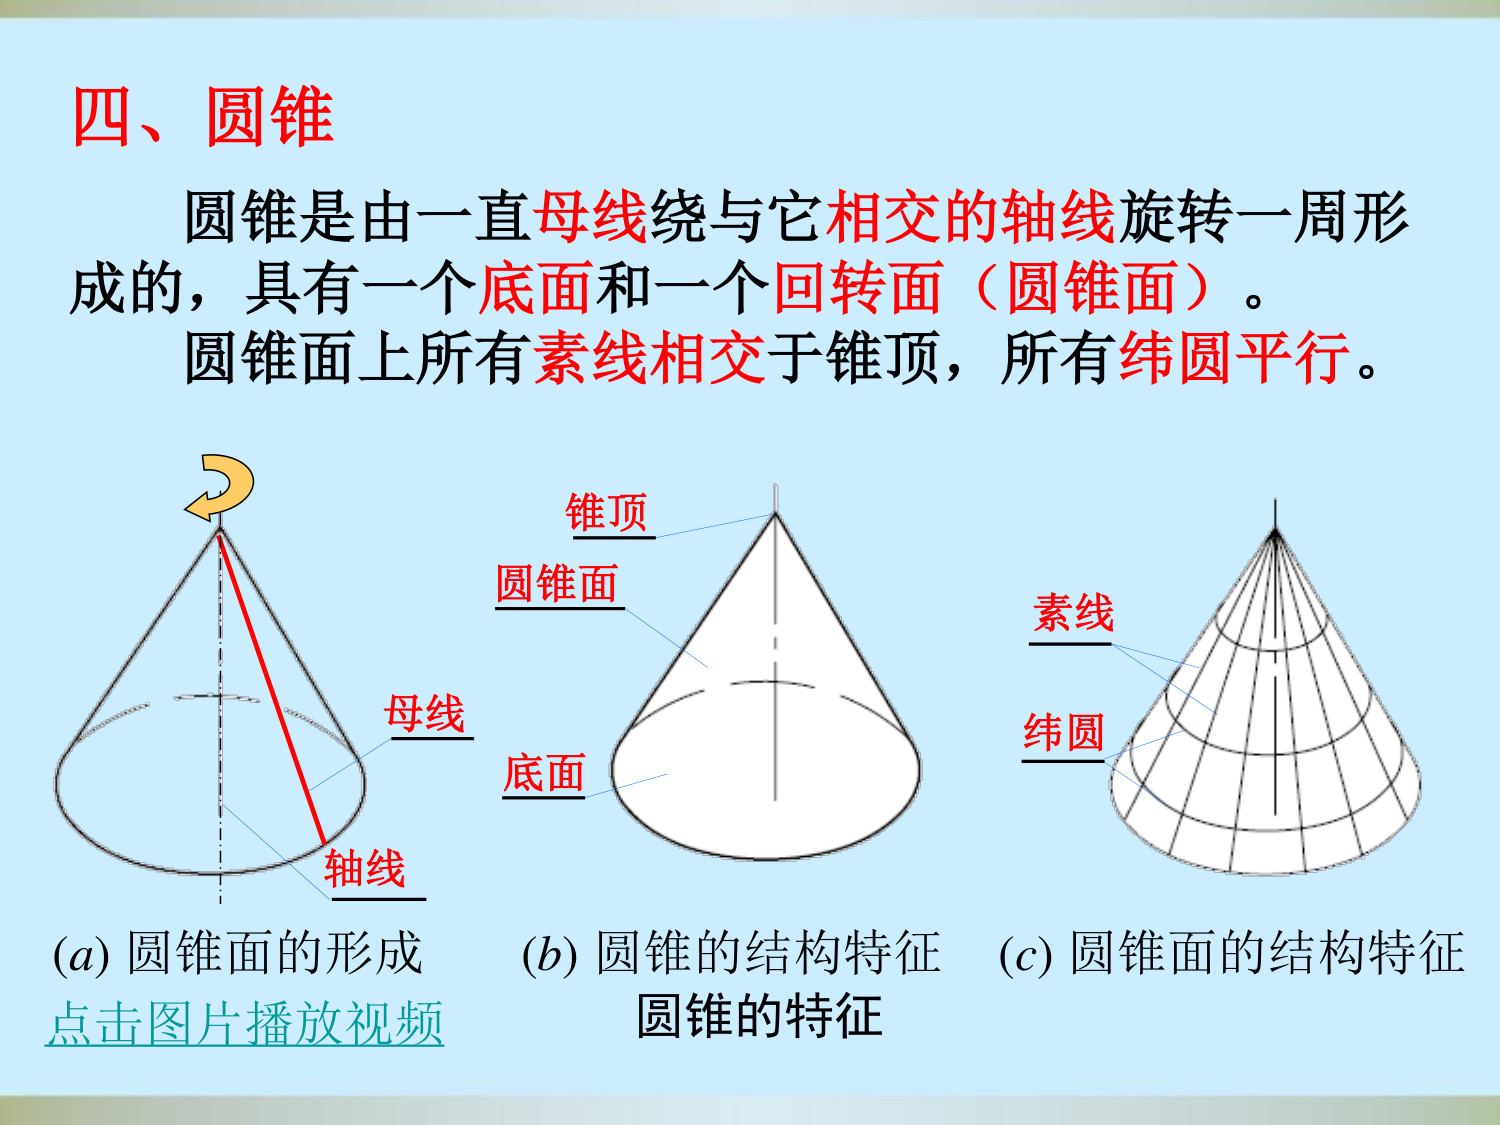 四、圆锥
圆锥是由一直母线绕与它相交的轴线旋转一周形
成的，具有一个底面和一个回转面（圆锥面）。
圆锥面上所有素线相交于锥顶，所有纬圆平行。
锥顶
圆锥面
素线
母线
纬圆
底面
轴线
(a) 圆锥面的形成
(b) 圆锥的结构特征
(c) 圆锥面的结构特征
点击图片播放视频
圆锥的特征